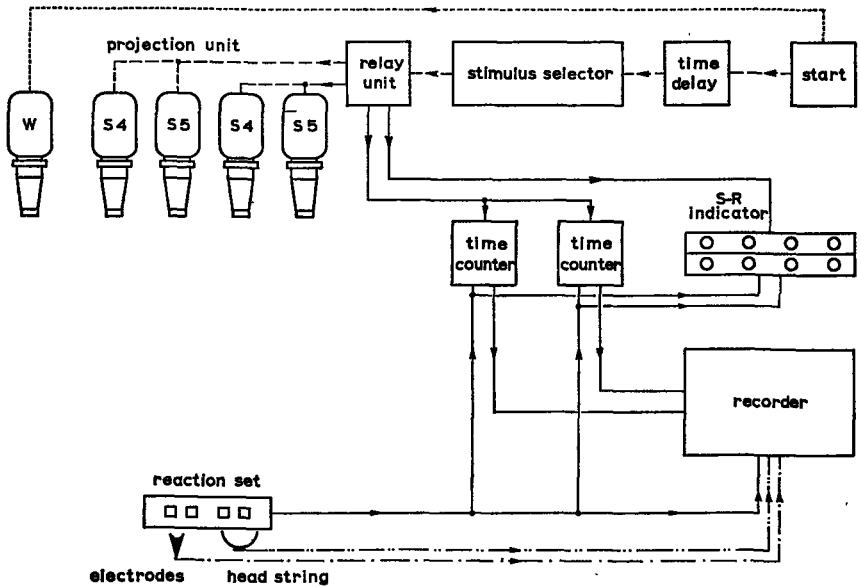 projection unit
relay
unit
stimulus selector
time
delay
start
W
S4
S5
S4
S5
S-R
indicator
time
counter
time
counter
recorder
reaction set
electrodes
head string